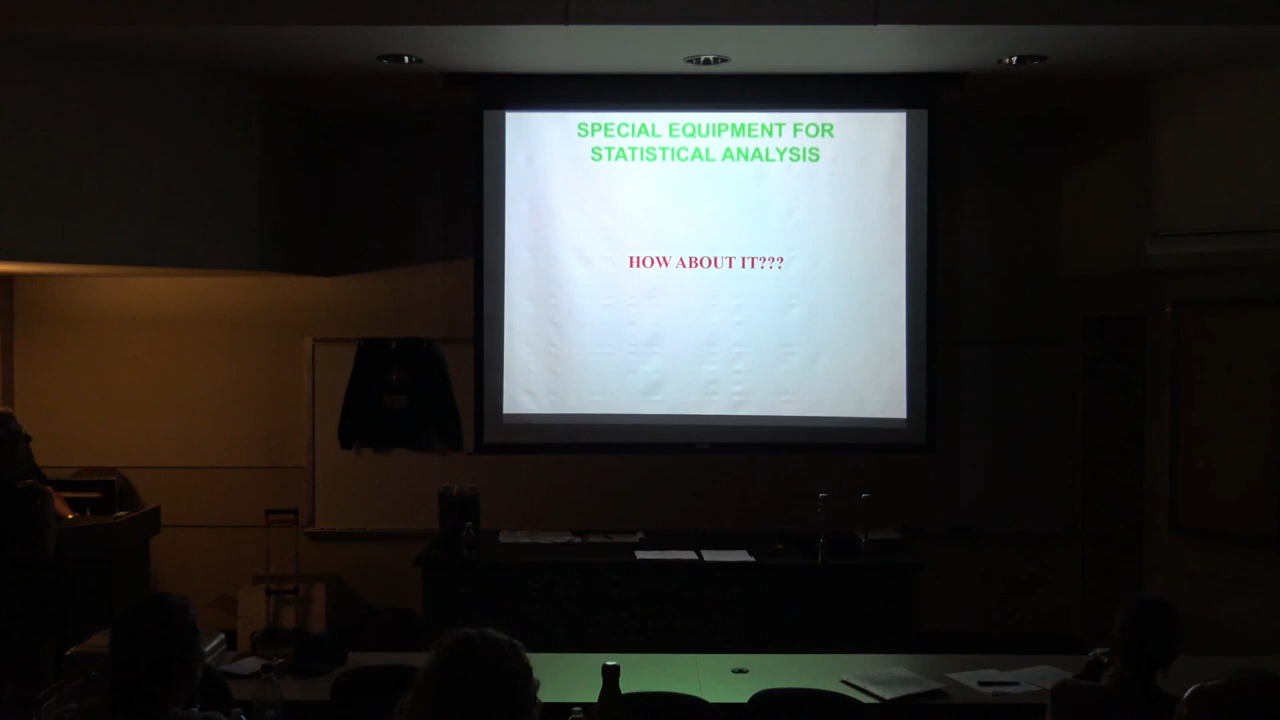 SPECIAL EQUIPMENT FOR
STATISTICAL ANALYSIS
HOW ABOUT IT???